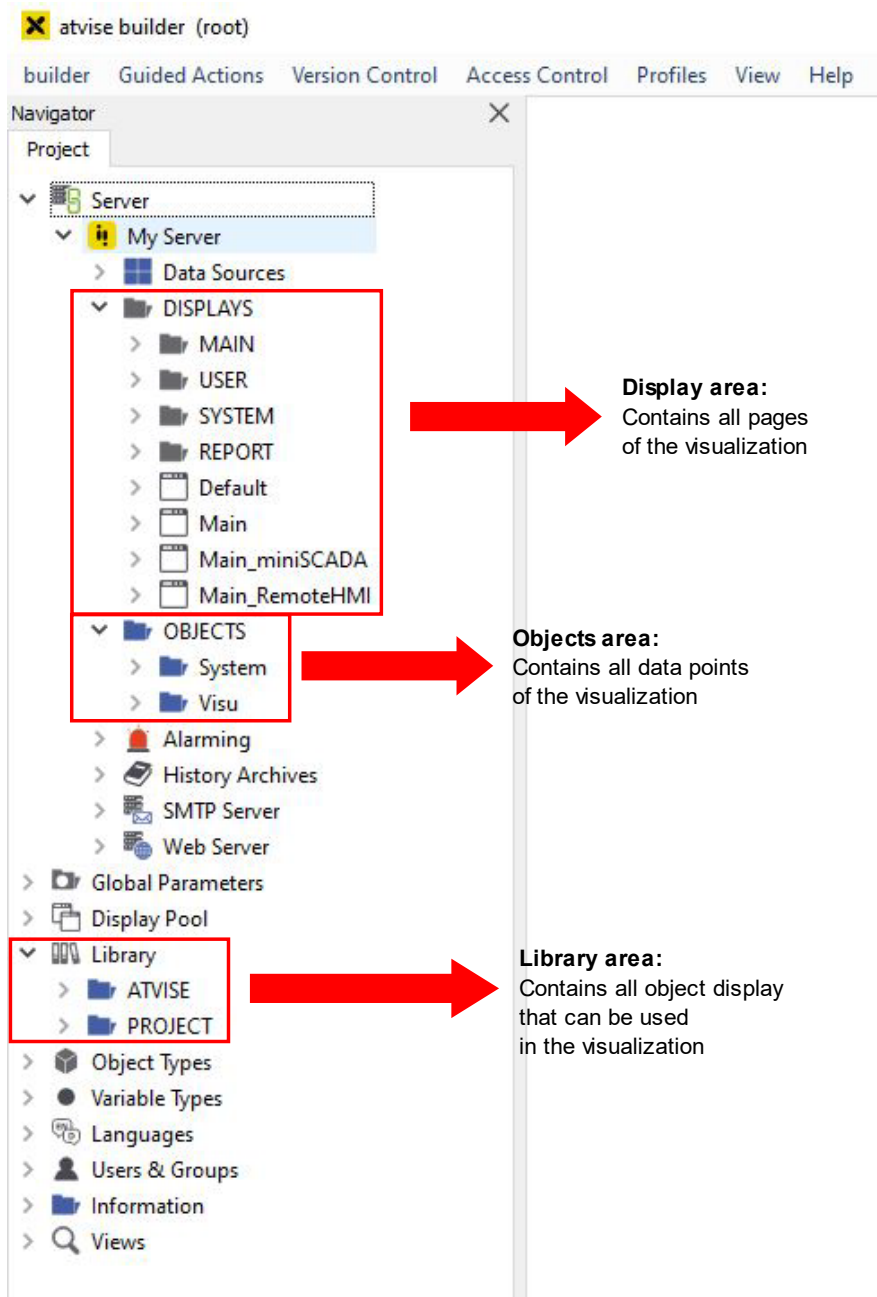 atvise builder (root)
builder Guided Actions Version Control Access Control Profiles View Help
Navigator
Project
Server
My Server
Data Sources
DISPLAYS
MAIN
USER
SYSTEM
REPORT
Default
Main
Main_miniSCADA
Main_RemoteHMI
Display area:
Contains all pages
of the visualization
OBJECTS
System
Visu
Objects area:
Contains all data points
of the visualization
Alarming
History Archives
SMTP Server
Web Server
Global Parameters
Display Pool
Library
ATVISE
PROJECT
Library area:
Contains all object display
that can be used
in the visualization
Object Types
Variable Types
Languages
Users & Groups
Information
Views